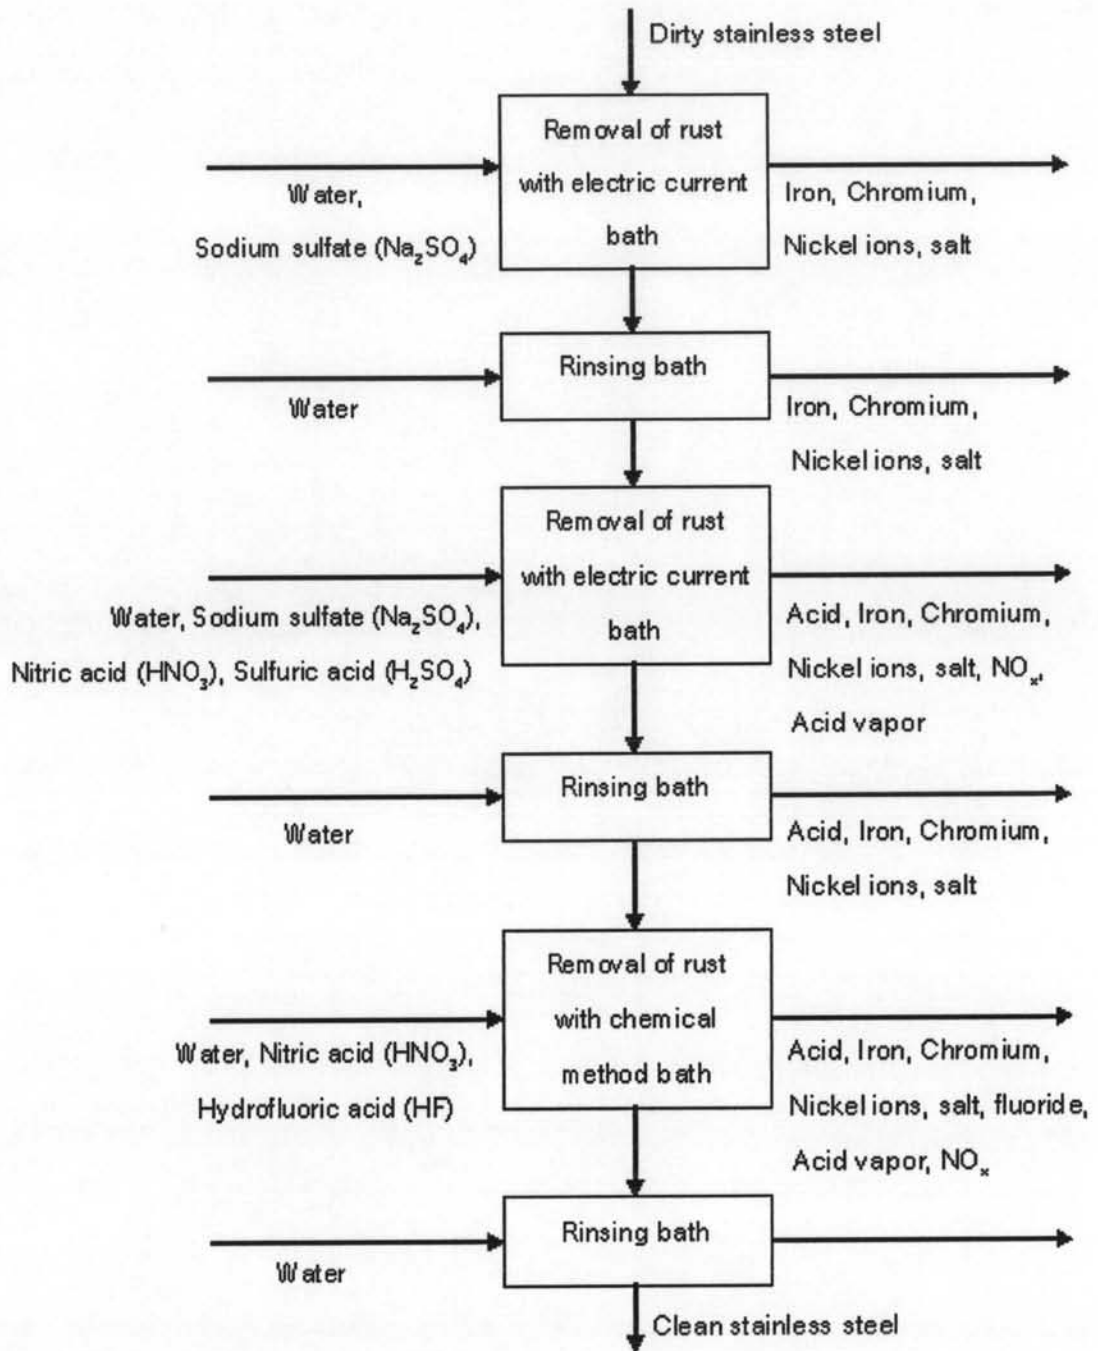 Dirty stainless steel
Removal of rust
with electric current
bath
Water,
Sodium sulfate (Na₂SO₄)
Iron, Chromium,
Nickel ions, salt
Rinsing bath
Water
Iron, Chromium,
Nickel ions, salt
Removal of rust
with electric current
bath
Water, Sodium sulfate (Na₂SO₄),
Nitric acid (HNO₃), Sulfuric acid (H₂SO₄)
Acid, Iron, Chromium,
Nickel ions, salt, NOₓ,
Acid vapor
Rinsing bath
Water
Acid, Iron, Chromium,
Nickel ions, salt
Removal of rust
with chemical
method bath
Water, Nitric acid (HNO₃),
Hydrofluoric acid (HF)
Acid, Iron, Chromium,
Nickel ions, salt, fluoride,
Acid vapor, NOₓ
Rinsing bath
Water
Clean stainless steel